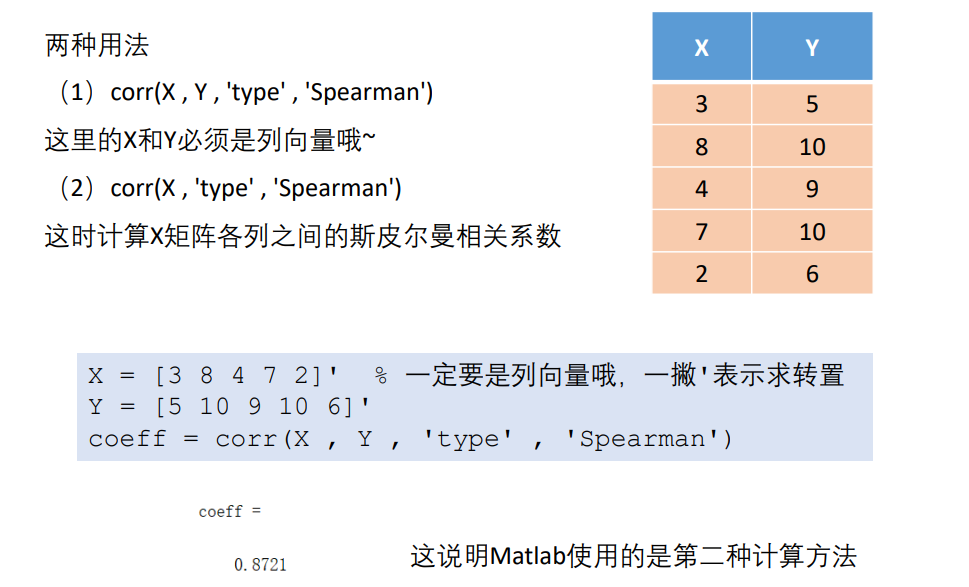 两种用法
（1）corr(X , Y , 'type' , 'Spearman')
这里的X和Y必须是列向量哦~
（2）corr(X , 'type' , 'Spearman')
这时计算X矩阵各列之间的斯皮尔曼相关系数
X Y
3 5
8 10
4 9
7 10
2 6
X = [3 8 4 7 2]' % 一定要是列向量哦，一撇'表示求转置
Y = [5 10 9 10 6]'
coeff = corr(X , Y , 'type' , 'Spearman')
coeff =
0.8721
这说明Matlab使用的是第二种计算方法